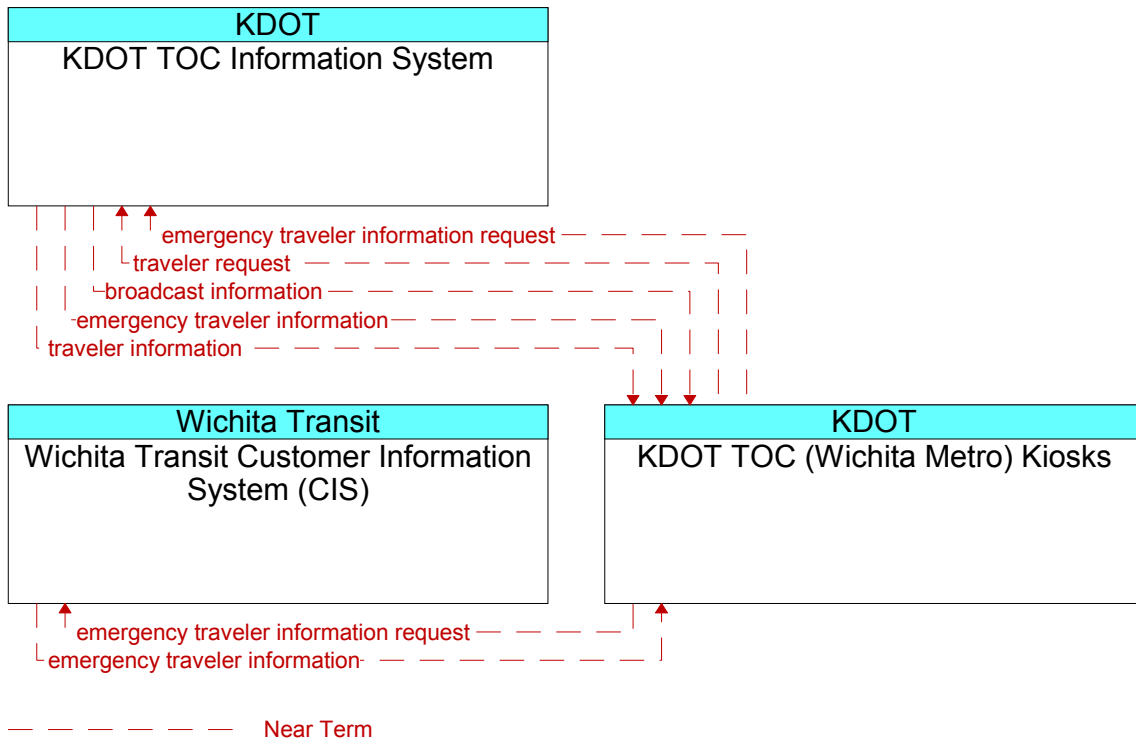 KDOT
KDOT TOC Information System
emergency traveler information request
traveler request
broadcast information
emergency traveler information
traveler information
Wichita Transit
Wichita Transit Customer Information
System (CIS)
KDOT
KDOT TOC (Wichita Metro) Kiosks
emergency traveler information request
emergency traveler information
Near Term